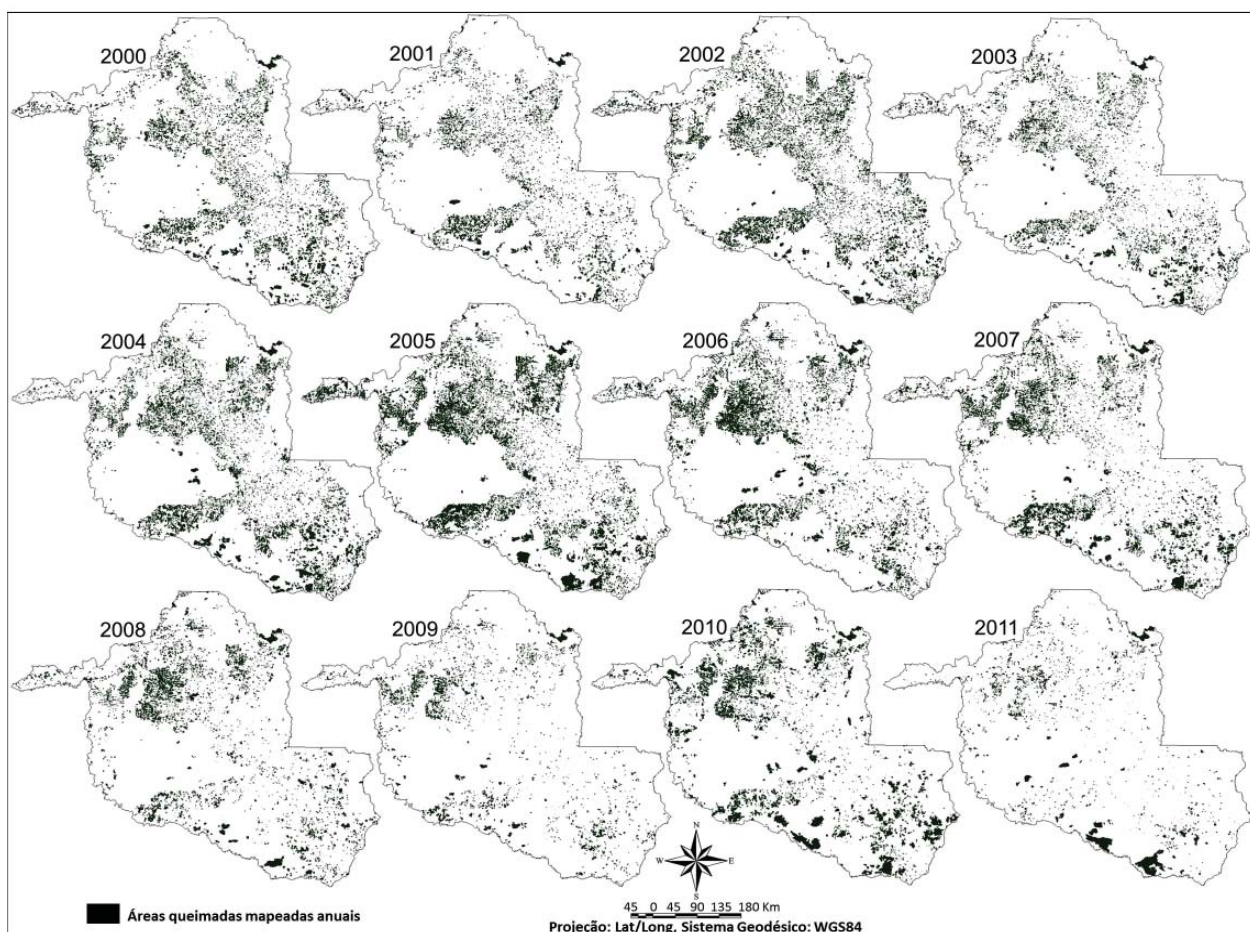 2000
2001
2002
2003
2004
2005
2006
2007
2008
2009
2010
2011
N
W E
S
Áreas queimadas mapeadas anuais
45 0 45 90 135 180 Km
Projeção: Lat/Long, Sistema Geodésico: WGS84